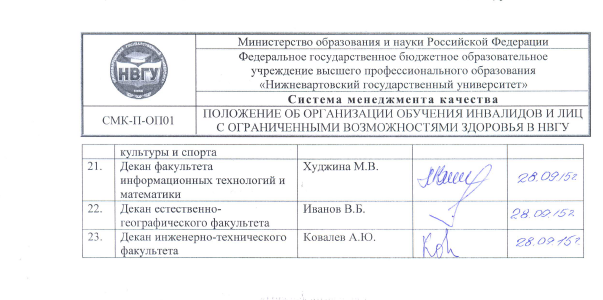 НВГУ
Министерство образования и науки Российской Федерации
Федеральное государственное бюджетное образовательное
учреждение высшего профессионального образования
«Нижневартовский государственный университет»
Система менеджмента качества
СМК-П-ОП01
ПОЛОЖЕНИЕ ОБ ОРГАНИЗАЦИИ ОБУЧЕНИЯ ИНВАЛИДОВ И ЛИЦ
С ОГРАНИЧЕННЫМИ ВОЗМОЖНОСТЯМИ ЗДОРОВЬЯ В НВГУ
культуры и спорта
21. Декан факультета Худжина М.В. 28.09.15г.
информационных технологий и
математики
22. Декан естественно- Иванов В.Б. 28.09.15г.
географического факультета
23. Декан инженерно-технического Ковалев А.Ю. 28.09.15г.
факультета